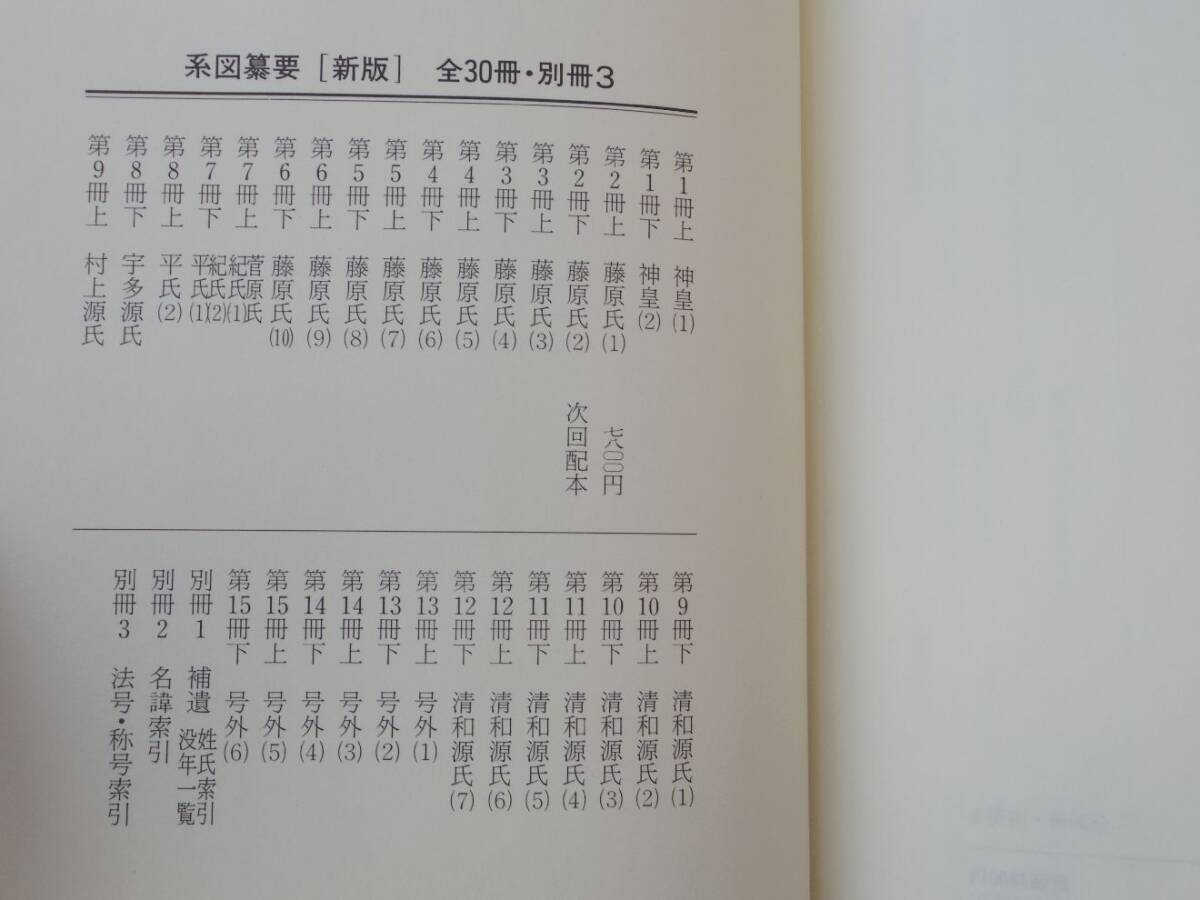 系図纂要［新版］　全30冊・別冊3
第1冊上　神皇(1)
第1冊下　神皇(2)
第2冊上　藤原氏(1)　七八〇〇円
第2冊下　藤原氏(2)　次回配本
第3冊上　藤原氏(3)
第3冊下　藤原氏(4)
第4冊上　藤原氏(5)
第4冊下　藤原氏(6)
第5冊上　藤原氏(7)
第5冊下　藤原氏(8)
第6冊上　藤原氏(9)
第6冊下　藤原氏(10)
第7冊上　菅原氏　紀氏(1)
第7冊下　紀氏(2)　平氏(1)
第8冊上　平氏(2)
第8冊下　宇多源氏
第9冊上　村上源氏
第9冊下　清和源氏(1)
第10冊上　清和源氏(2)
第10冊下　清和源氏(3)
第11冊上　清和源氏(4)
第11冊下　清和源氏(5)
第12冊上　清和源氏(6)
第12冊下　清和源氏(7)
第13冊上　号外(1)
第13冊下　号外(2)
第14冊上　号外(3)
第14冊下　号外(4)
第15冊上　号外(5)
第15冊下　号外(6)
別冊1　補遺　姓氏索引　没年一覧
別冊2　名諱索引
別冊3　法号・称号索引